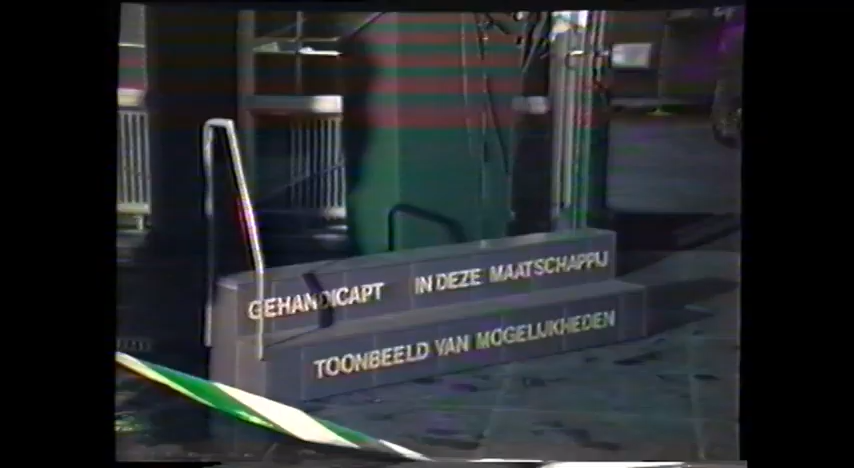 GEHANDICAPT IN DEZE MAATSCHAPPIJ
TOONBEELD VAN MOGELIJKHEDEN